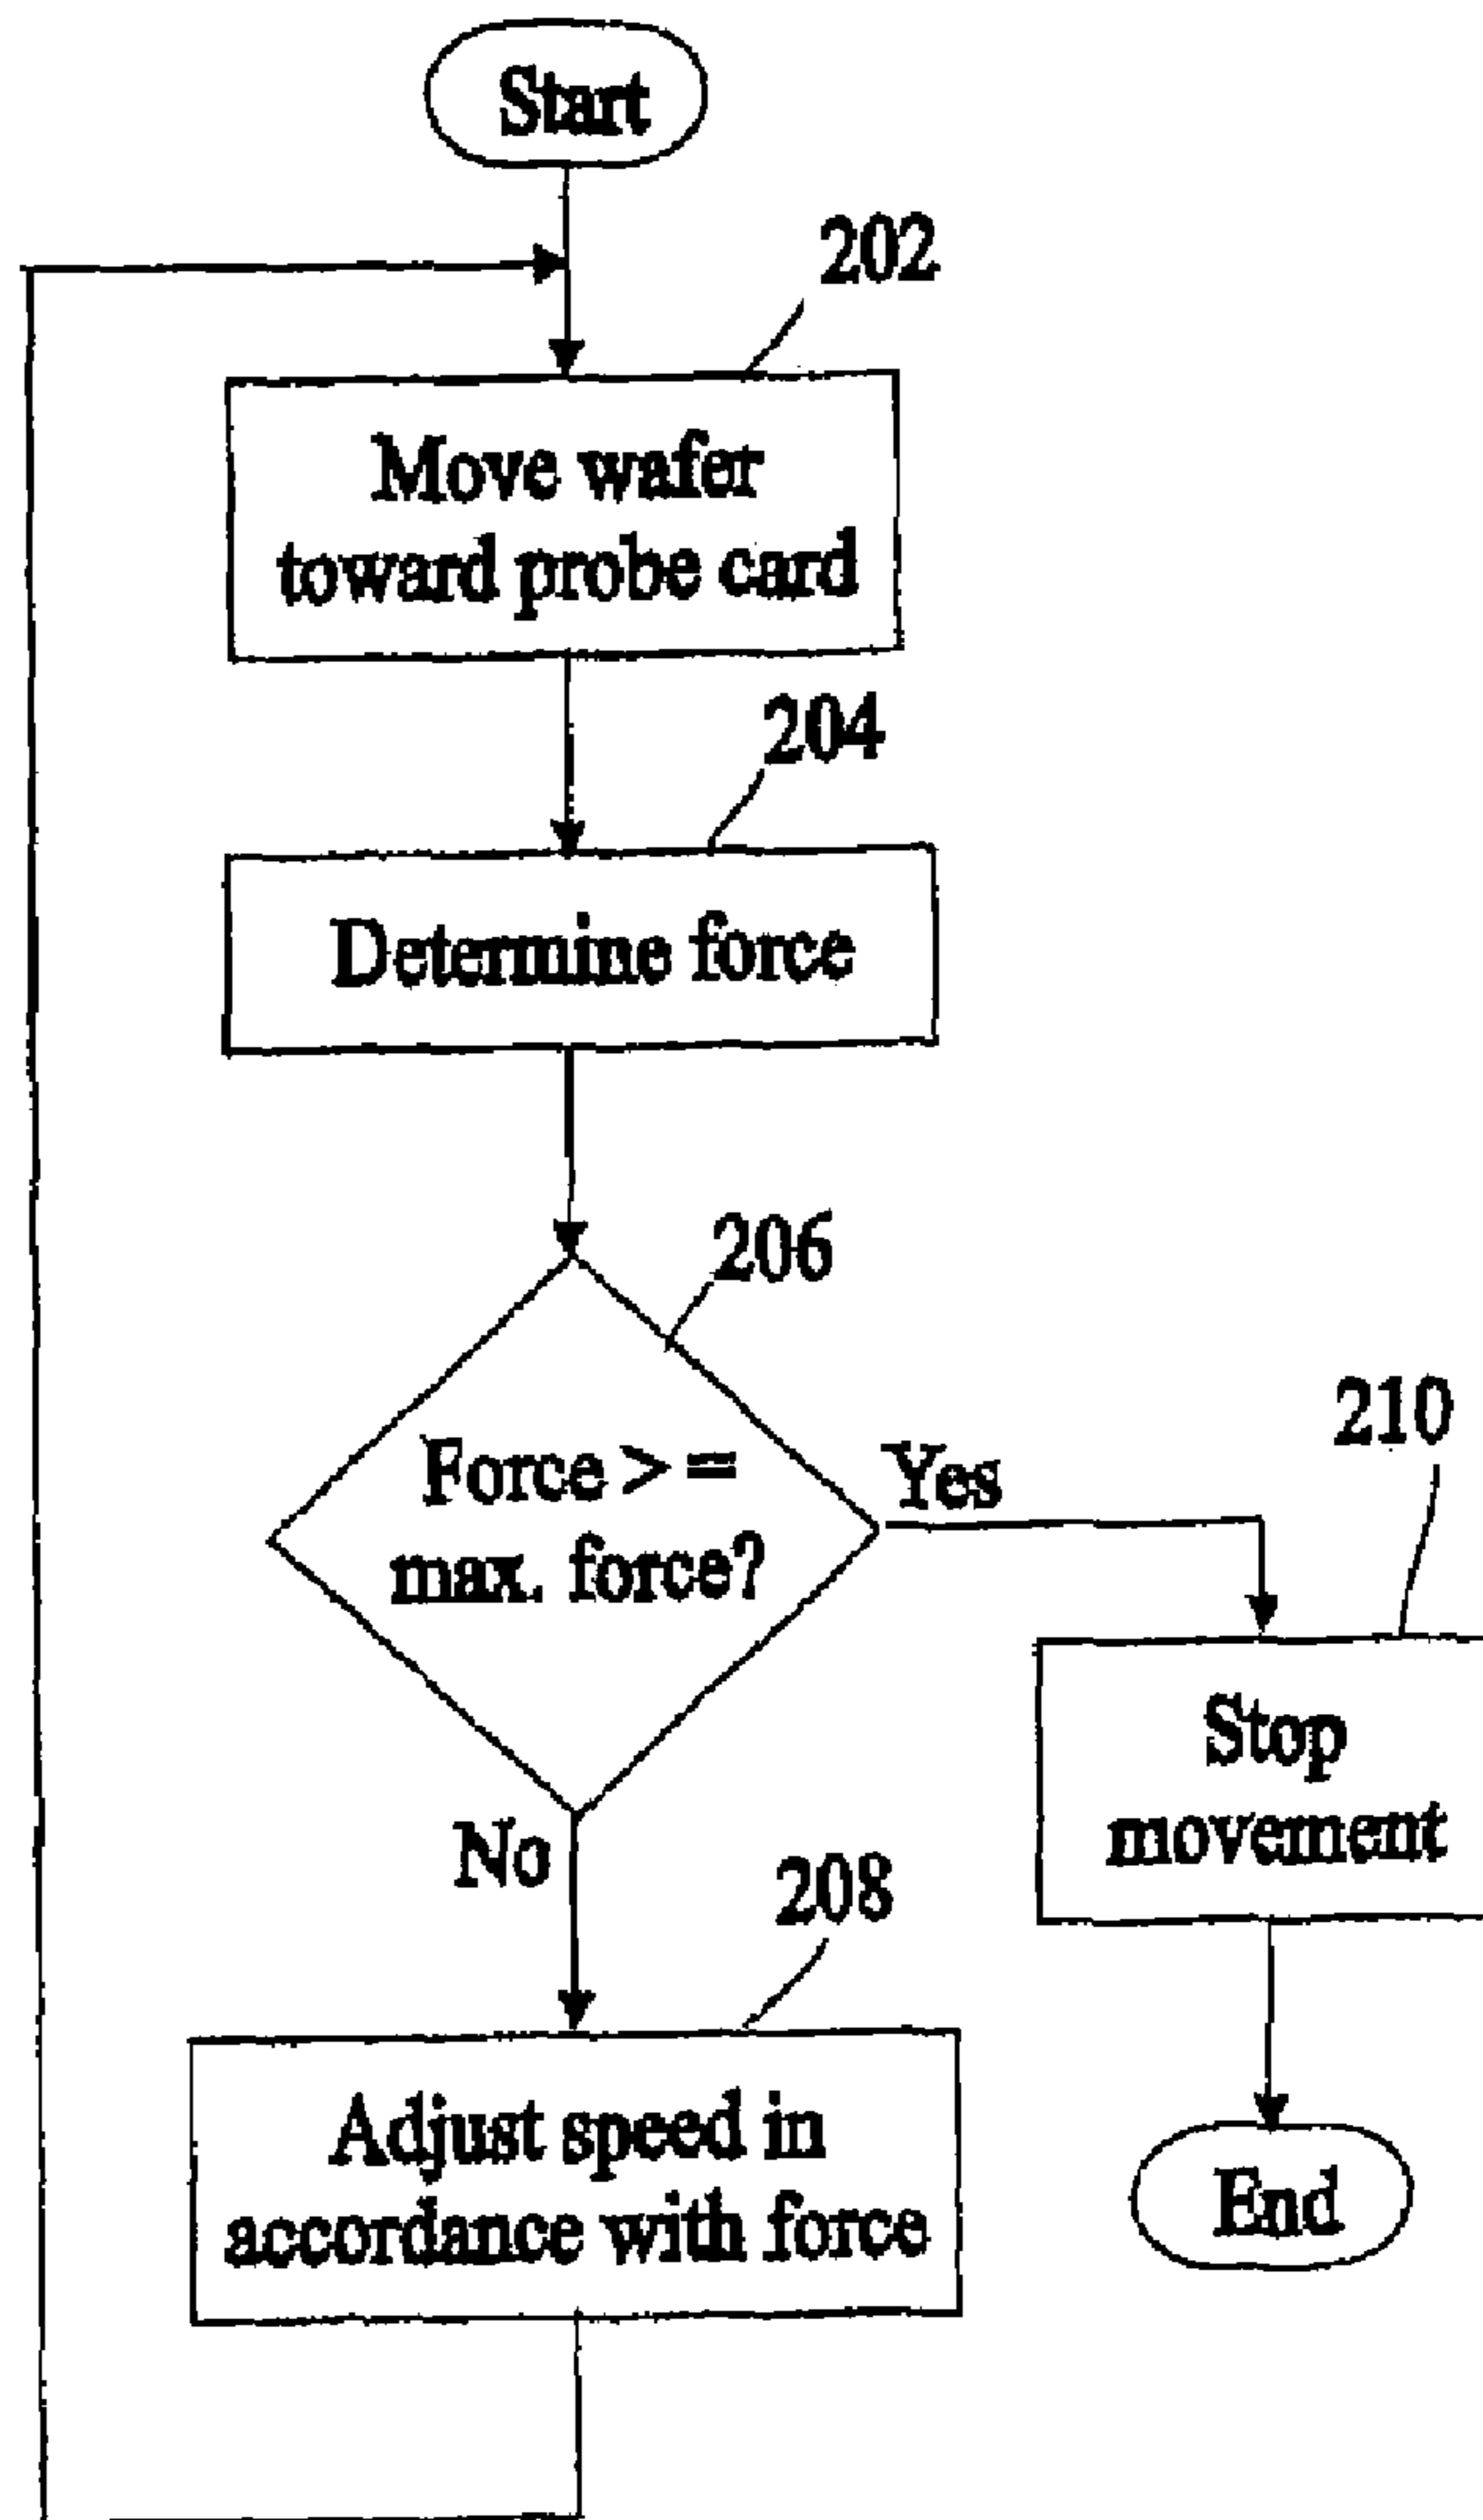 Start
202
Move wafer
toward probe card
204
Determine force
206
Force > =
max. force?
Yes
210
Stop
movement
No
208
Adjust speed in
accordance with force
End